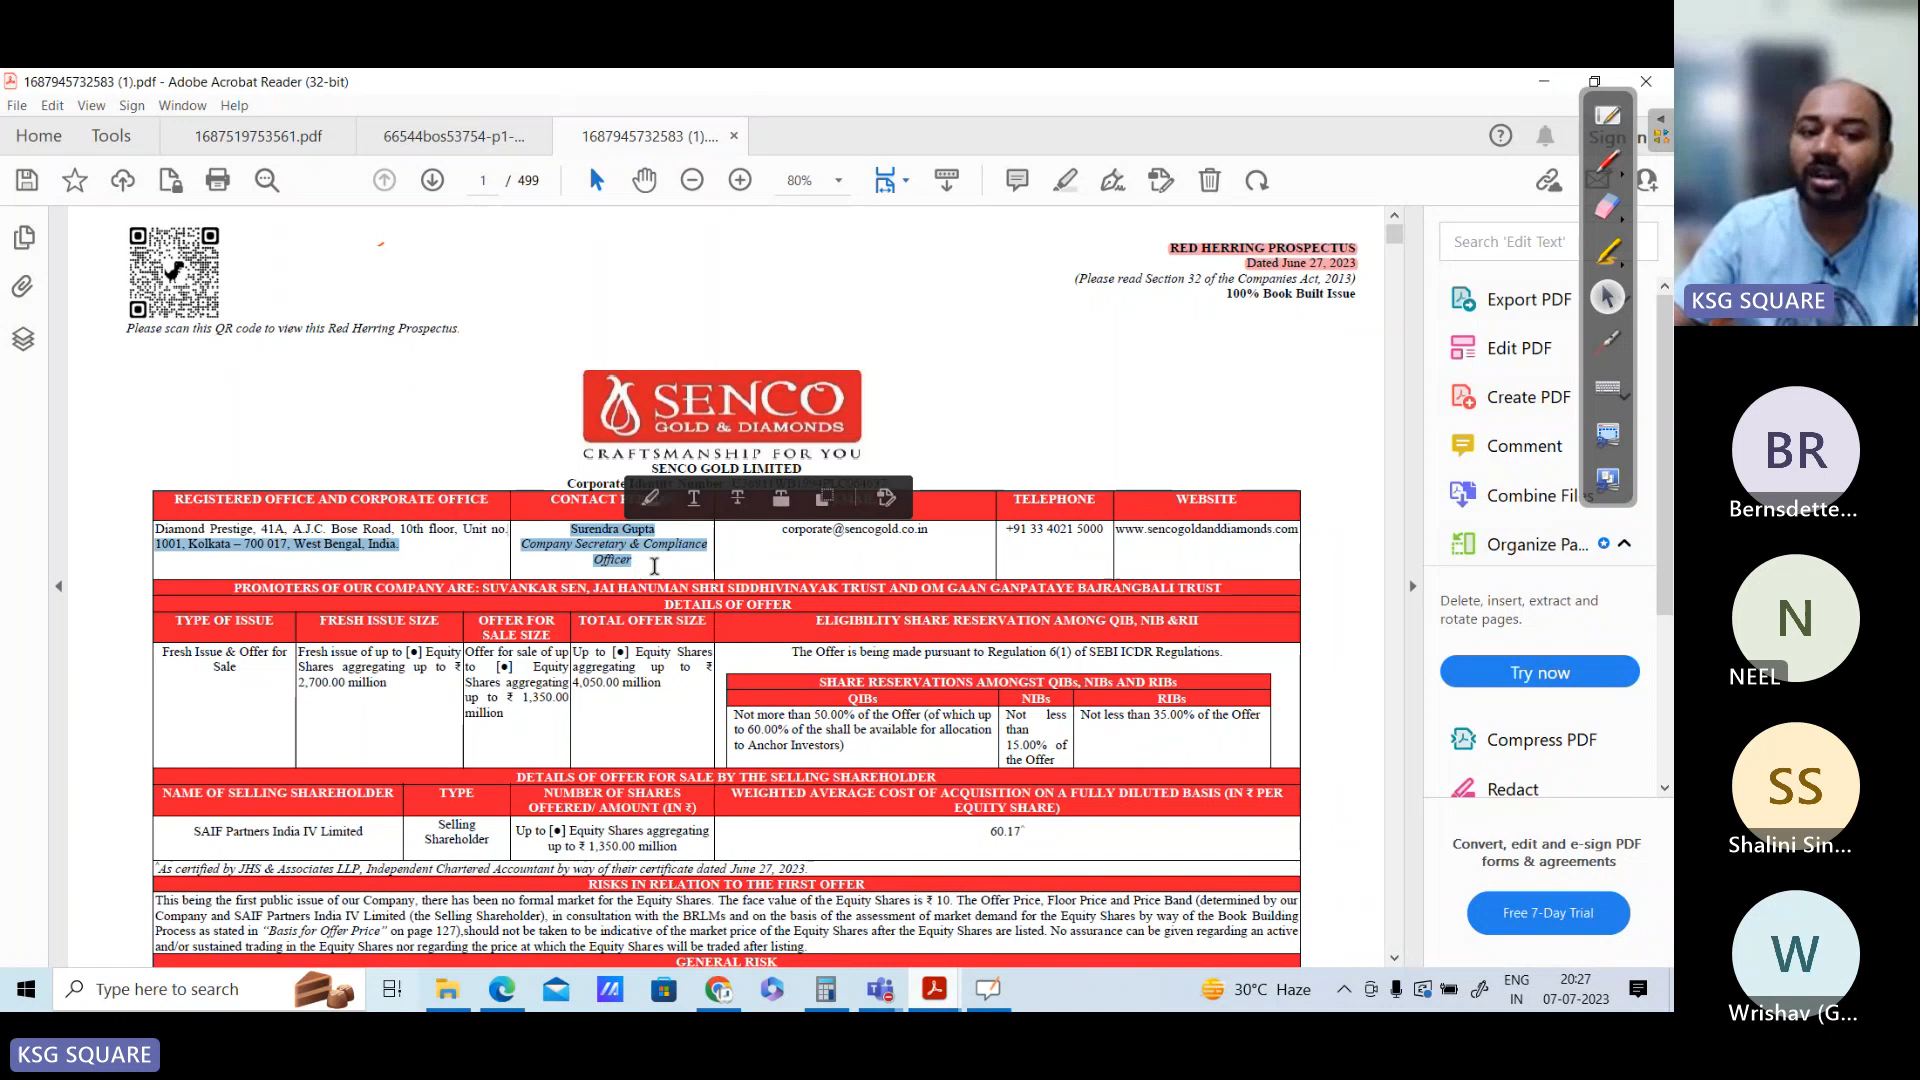 1687945732583 (1).pdf - Adobe Acrobat Reader (32-bit)
File Edit View Sign Window Help
Home Tools 1687519753561.pdf 66544bos53754-p1-... 1687945732583 (1).... ×
1 / 499 80%
RED HERRING PROSPECTUS
Dated June 27, 2023
(Please read Section 32 of the Companies Act, 2013)
100% Book Built Issue
Please scan this QR code to view this Red Herring Prospectus.
SENCO
GOLD & DIAMONDS
CRAFTSMANSHIP FOR YOU
SENCO GOLD LIMITED
Corporate Identity Number
REGISTERED OFFICE AND CORPORATE OFFICE CONTACT TELEPHONE WEBSITE
Diamond Prestige, 41A, A.J.C. Bose Road, 10th floor, Unit no.
1001, Kolkata – 700 017, West Bengal, India.
Surendra Gupta
Company Secretary & Compliance
Officer
corporate@sencogold.co.in
+91 33 4021 5000
www.sencogoldanddiamonds.com
PROMOTERS OF OUR COMPANY ARE: SUVANKAR SEN, JAI HANUMAN SHRI SIDDHIVINAYAK TRUST AND OM GAAN GANPATAYE BAJRANGBALI TRUST
DETAILS OF OFFER
TYPE OF ISSUE
FRESH ISSUE SIZE
OFFER FOR
SALE SIZE
TOTAL OFFER SIZE
ELIGIBILITY SHARE RESERVATION AMONG QIB, NIB &RII
Fresh Issue & Offer for
Sale
Fresh issue of up to [●] Equity
Shares aggregating up to ₹
2,700.00 million
Offer for sale of up
to [●] Equity
Shares aggregating
up to ₹ 1,350.00
million
Up to [●] Equity Shares
aggregating up to ₹
4,050.00 million
The Offer is being made pursuant to Regulation 6(1) of SEBI ICDR Regulations.
SHARE RESERVATIONS AMONGST QIBs, NIBs AND RIBs
QIBs NIBs RIBs
Not more than 50.00% of the Offer (of which up
to 60.00% of the shall be available for allocation
to Anchor Investors)
Not less
than
15.00% of
the Offer
Not less than 35.00% of the Offer
DETAILS OF OFFER FOR SALE BY THE SELLING SHAREHOLDER
NAME OF SELLING SHAREHOLDER
TYPE
NUMBER OF SHARES
OFFERED/ AMOUNT (IN ₹)
WEIGHTED AVERAGE COST OF ACQUISITION ON A FULLY DILUTED BASIS (IN ₹ PER
EQUITY SHARE)
SAIF Partners India IV Limited
Selling
Shareholder
Up to [●] Equity Shares aggregating
up to ₹ 1,350.00 million
60.17^
^As certified by JHS & Associates LLP, Independent Chartered Accountant by way of their certificate dated June 27, 2023.
RISKS IN RELATION TO THE FIRST OFFER
This being the first public issue of our Company, there has been no formal market for the Equity Shares. The face value of the Equity Shares is ₹ 10. The Offer Price, Floor Price and Price Band (determined by our
Company and SAIF Partners India IV Limited (the Selling Shareholder), in consultation with the BRLMs and on the basis of the assessment of market demand for the Equity Shares by way of the Book Building
Process as stated in “Basis for Offer Price” on page 127),should not be taken to be indicative of the market price of the Equity Shares after the Equity Shares are listed. No assurance can be given regarding an active
and/or sustained trading in the Equity Shares nor regarding the price at which the Equity Shares will be traded after listing.
GENERAL RISK
Search 'Edit Text'
Export PDF
Edit PDF
Create PDF
Comment
Combine Files
Organize Pa...
Delete, insert, extract and
rotate pages.
Try now
Compress PDF
Redact
Convert, edit and e-sign PDF
forms & agreements
Free 7-Day Trial
Type here to search
30°C Haze
ENG
IN
20:27
07-07-2023
KSG SQUARE
BR
Bernsdette...
N
NEEL
SS
Shalini Sin...
W
Wrishav (G...
KSG SQUARE